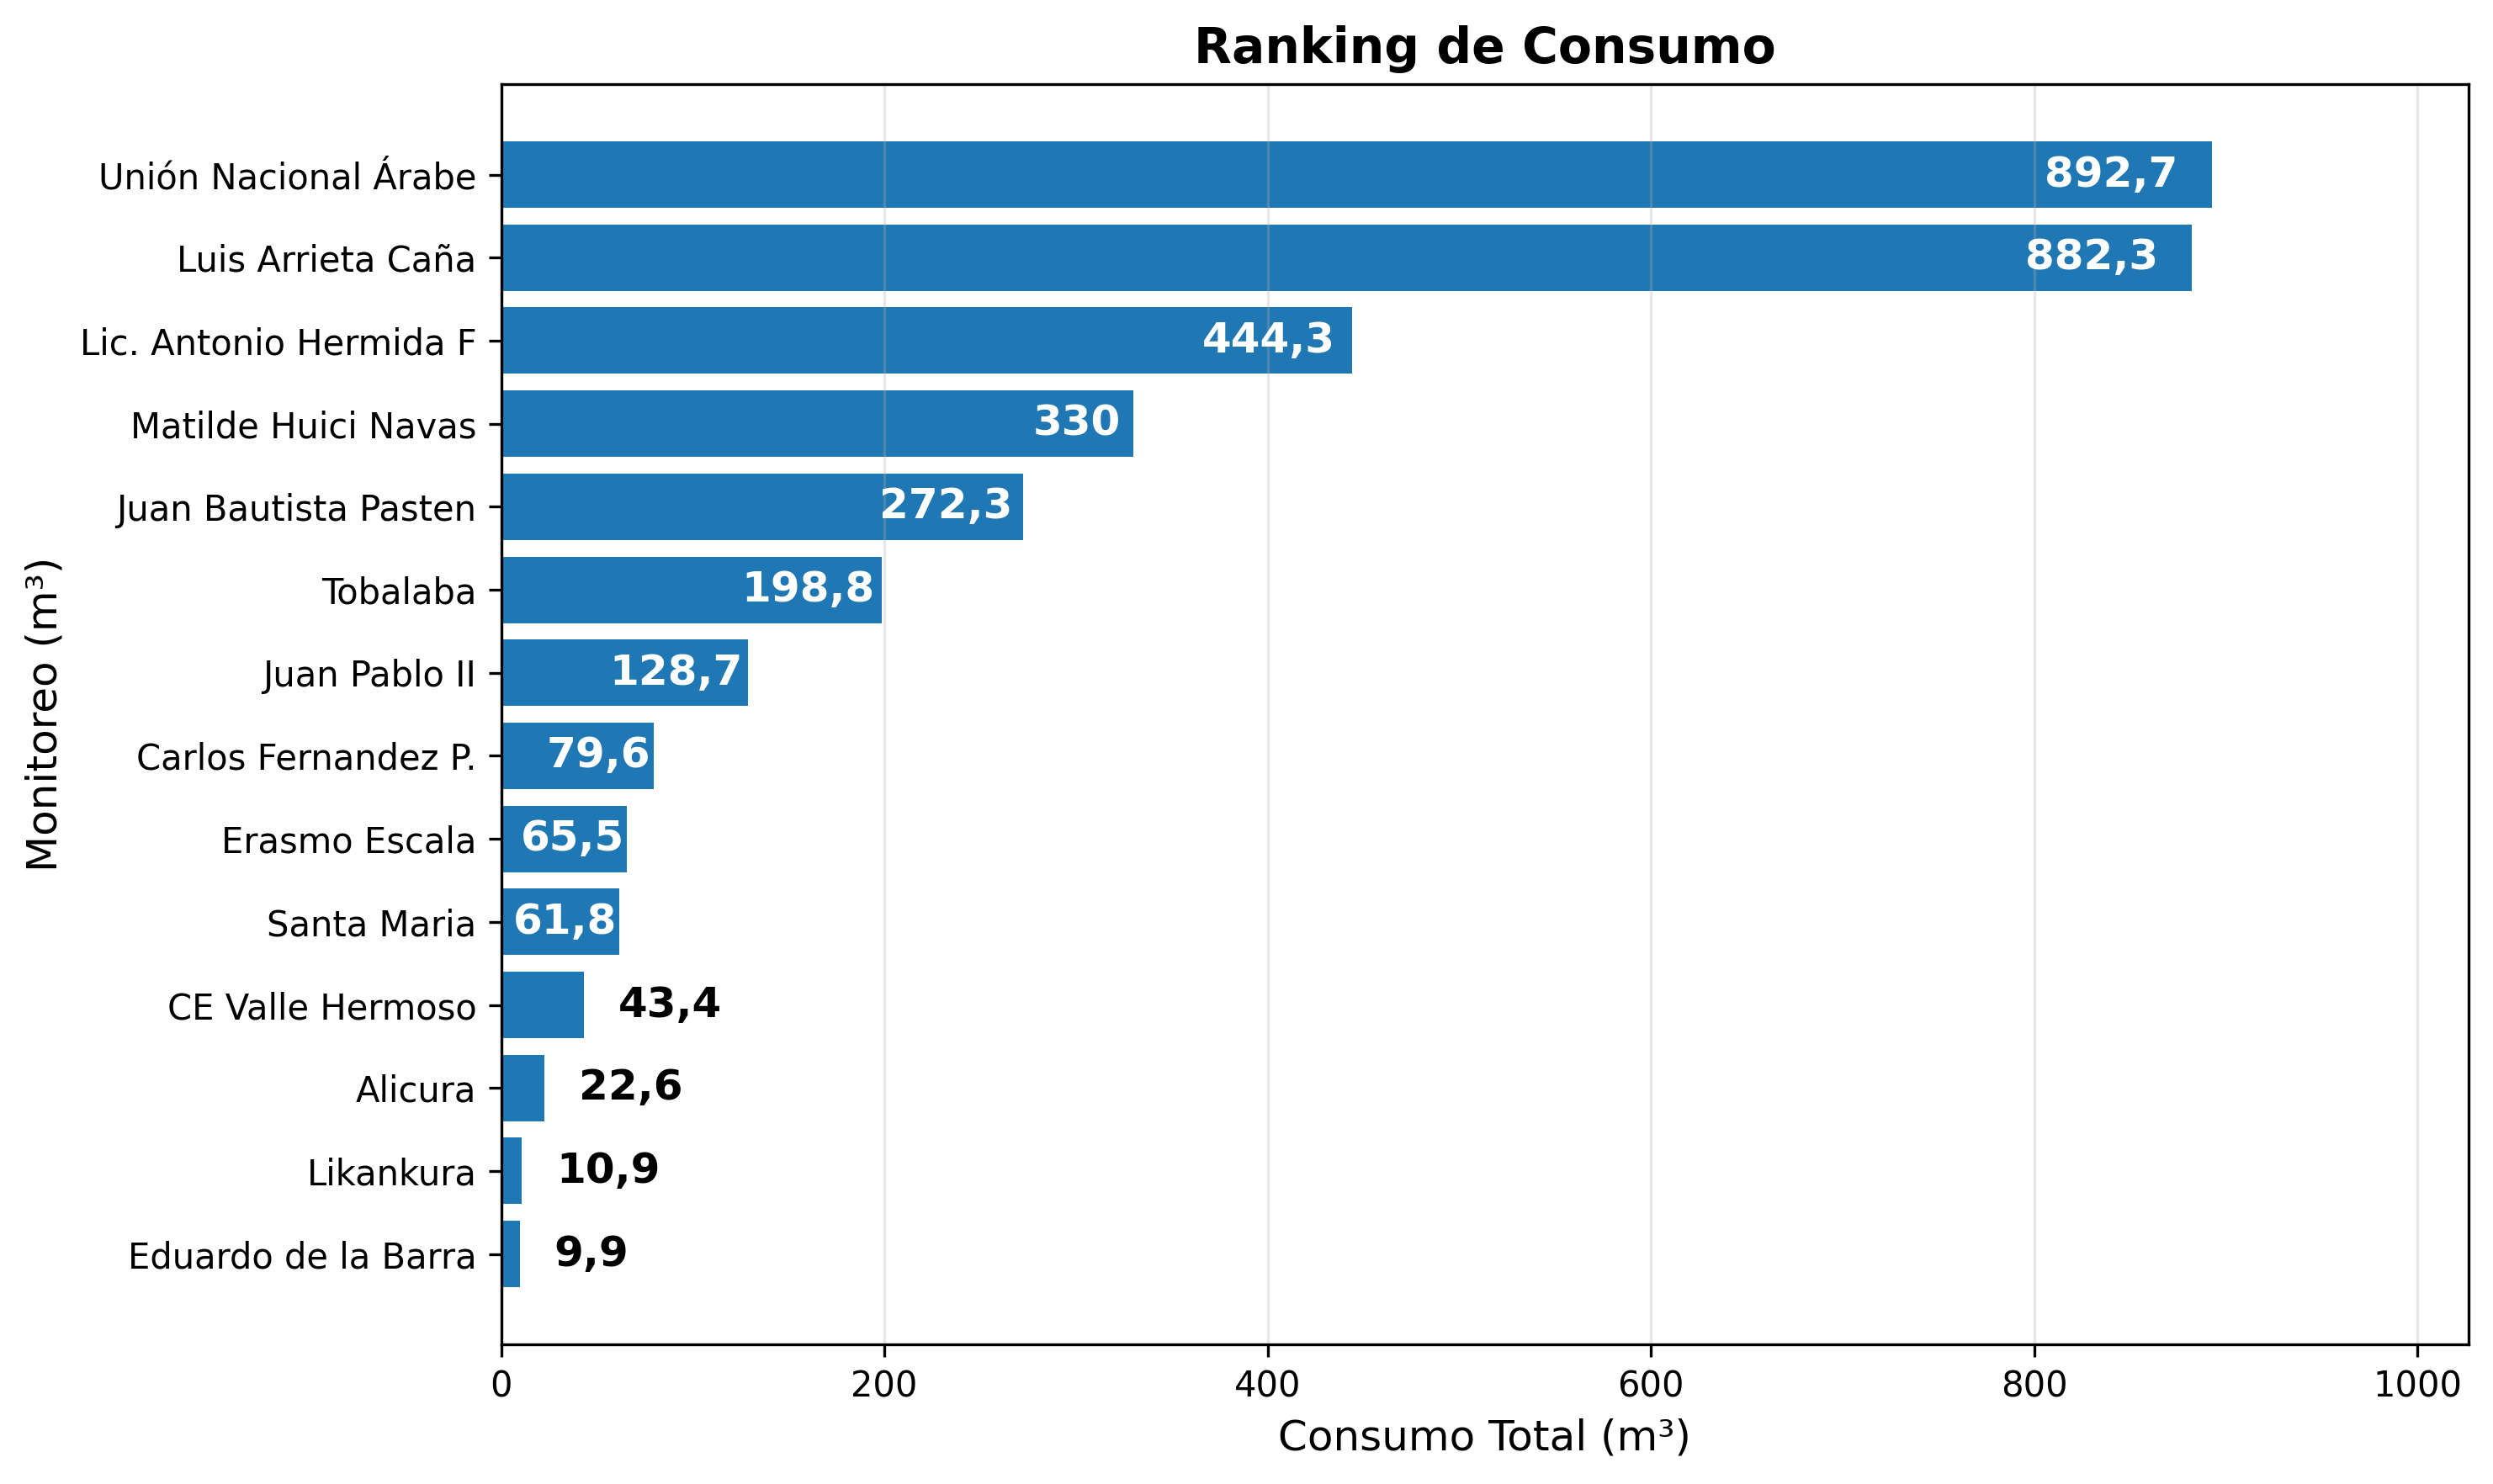 Ranking de Consumo
Monitoreo (m³)
Unión Nacional Árabe 892,7
Luis Arrieta Caña 882,3
Lic. Antonio Hermida F 444,3
Matilde Huici Navas 330
Juan Bautista Pasten 272,3
Tobalaba 198,8
Juan Pablo II 128,7
Carlos Fernandez P. 79,6
Erasmo Escala 65,5
Santa Maria 61,8
CE Valle Hermoso 43,4
Alicura 22,6
Likankura 10,9
Eduardo de la Barra 9,9
0 200 400 600 800 1000
Consumo Total (m³)